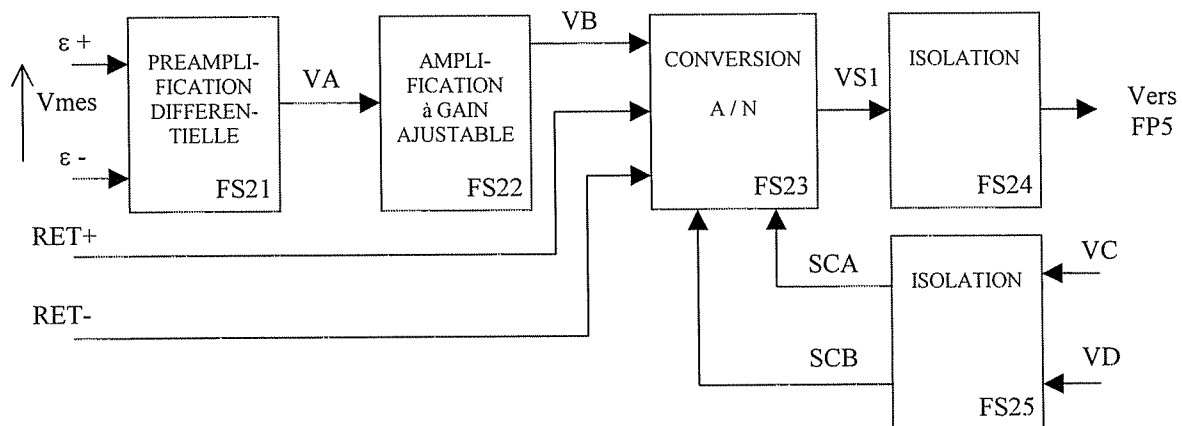 ε +
Vmes
ε -
PREAMPLI-
FICATION
DIFFEREN-
TIELLE
FS21
VA
AMPLI-
FICATION
à GAIN
AJUSTABLE
FS22
VB
CONVERSION
A / N
FS23
VS1
ISOLATION
FS24
Vers
FP5
RET+
RET-
SCA
SCB
ISOLATION
FS25
VC
VD